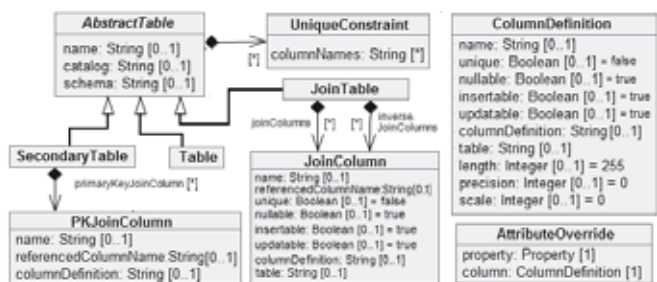 AbstractTable
name: String [0..1]
catalog: String [0..1]
schema: String [0..1]
[*]
UniqueConstraint
columnNames: String [*]
JoinTable
joinColumns
[*]
[*]
inverse
JoinColumns
SecondaryTable
Table
primaryKeyJoinColumn [*]
PKJoinColumn
name: String [0..1]
referencedColumnName:String[0..1]
columnDefinition: String [0..1]
JoinColumn
name: String [0..1]
referencedColumnName:String[0.1]
unique: Boolean [0..1] = false
nullable: Boolean [0..1] = true
insertable: Boolean [0..1] = true
updatable: Boolean [0..1] = true
columnDefinition: String [0..1]
table: String [0..1]
ColumnDefinition
name: String [0..1]
unique: Boolean [0..1] = false
nullable: Boolean [0..1] = true
insertable: Boolean [0..1] = true
updatable: Boolean [0..1] = true
columnDefinition: String [0..1]
table: String [0..1]
length: Integer [0..1] = 255
precision: Integer [0..1] = 0
scale: Integer [0..1] = 0
AttributeOverride
property: Property [1]
column: ColumnDefinition [1]